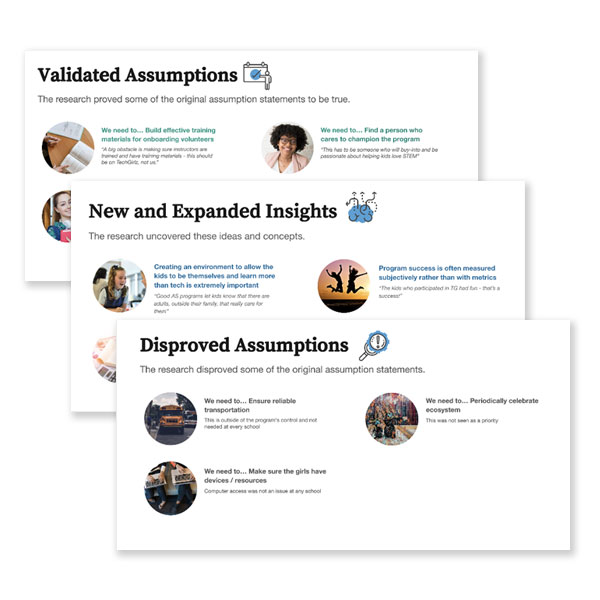 Validated Assumptions
The research proved some of the original assumption statements to be true.
We need to... Build effective training
materials for onboarding volunteers
"A big obstacle is making sure instructors are
trained and have training materials - this should
be on TechGirlz, not us."
We need to... Find a person who
cares to champion the program
"This has to be someone who will buy-into and be
passionate about helping kids love STEM"
New and Expanded Insights
The research uncovered these ideas and concepts.
Creating an environment to allow the
kids to be themselves and learn more
than tech is extremely important
"Good AS programs let kids know that there are
adults, outside their family, that really care for
them"
Program success is often measured
subjectively rather than with metrics
"The kids who participated in TG had fun - that's a
success!"
Disproved Assumptions
The research disproved some of the original assumption statements.
We need to... Ensure reliable
transportation
This is outside of the program's control and not
needed at every school
We need to... Periodically celebrate
ecosystem
This was not seen as a priority
We need to... Make sure the girls have
devices / resources
Computer access was not an issue at any school